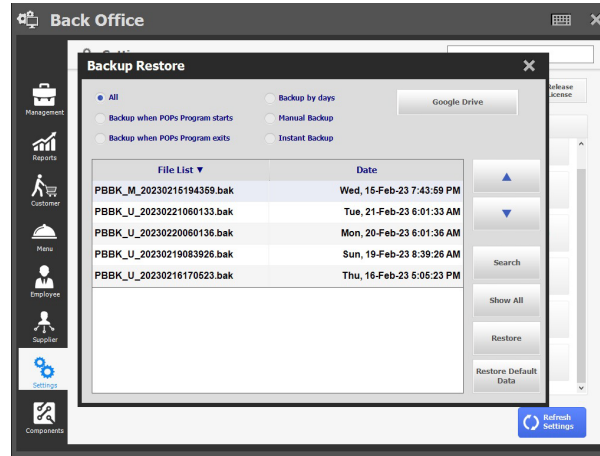 Back Office
Backup Restore
All
Backup by days
Google Drive
Release
License
Backup when POPs Program starts
Manual Backup
Backup when POPs Program exits
Instant Backup
Management
Reports
Customer
Menu
Employee
Supplier
Settings
Components
File List ▼ Date
PBBK_M_20230215194359.bak Wed, 15-Feb-23 7:43:59 PM
PBBK_U_20230221060133.bak Tue, 21-Feb-23 6:01:33 AM
PBBK_U_20230220060136.bak Mon, 20-Feb-23 6:01:36 AM
PBBK_U_20230219083926.bak Sun, 19-Feb-23 8:39:26 AM
PBBK_U_20230216170523.bak Thu, 16-Feb-23 5:05:23 PM
Search
Show All
Restore
Restore Default
Data
Refresh
Settings